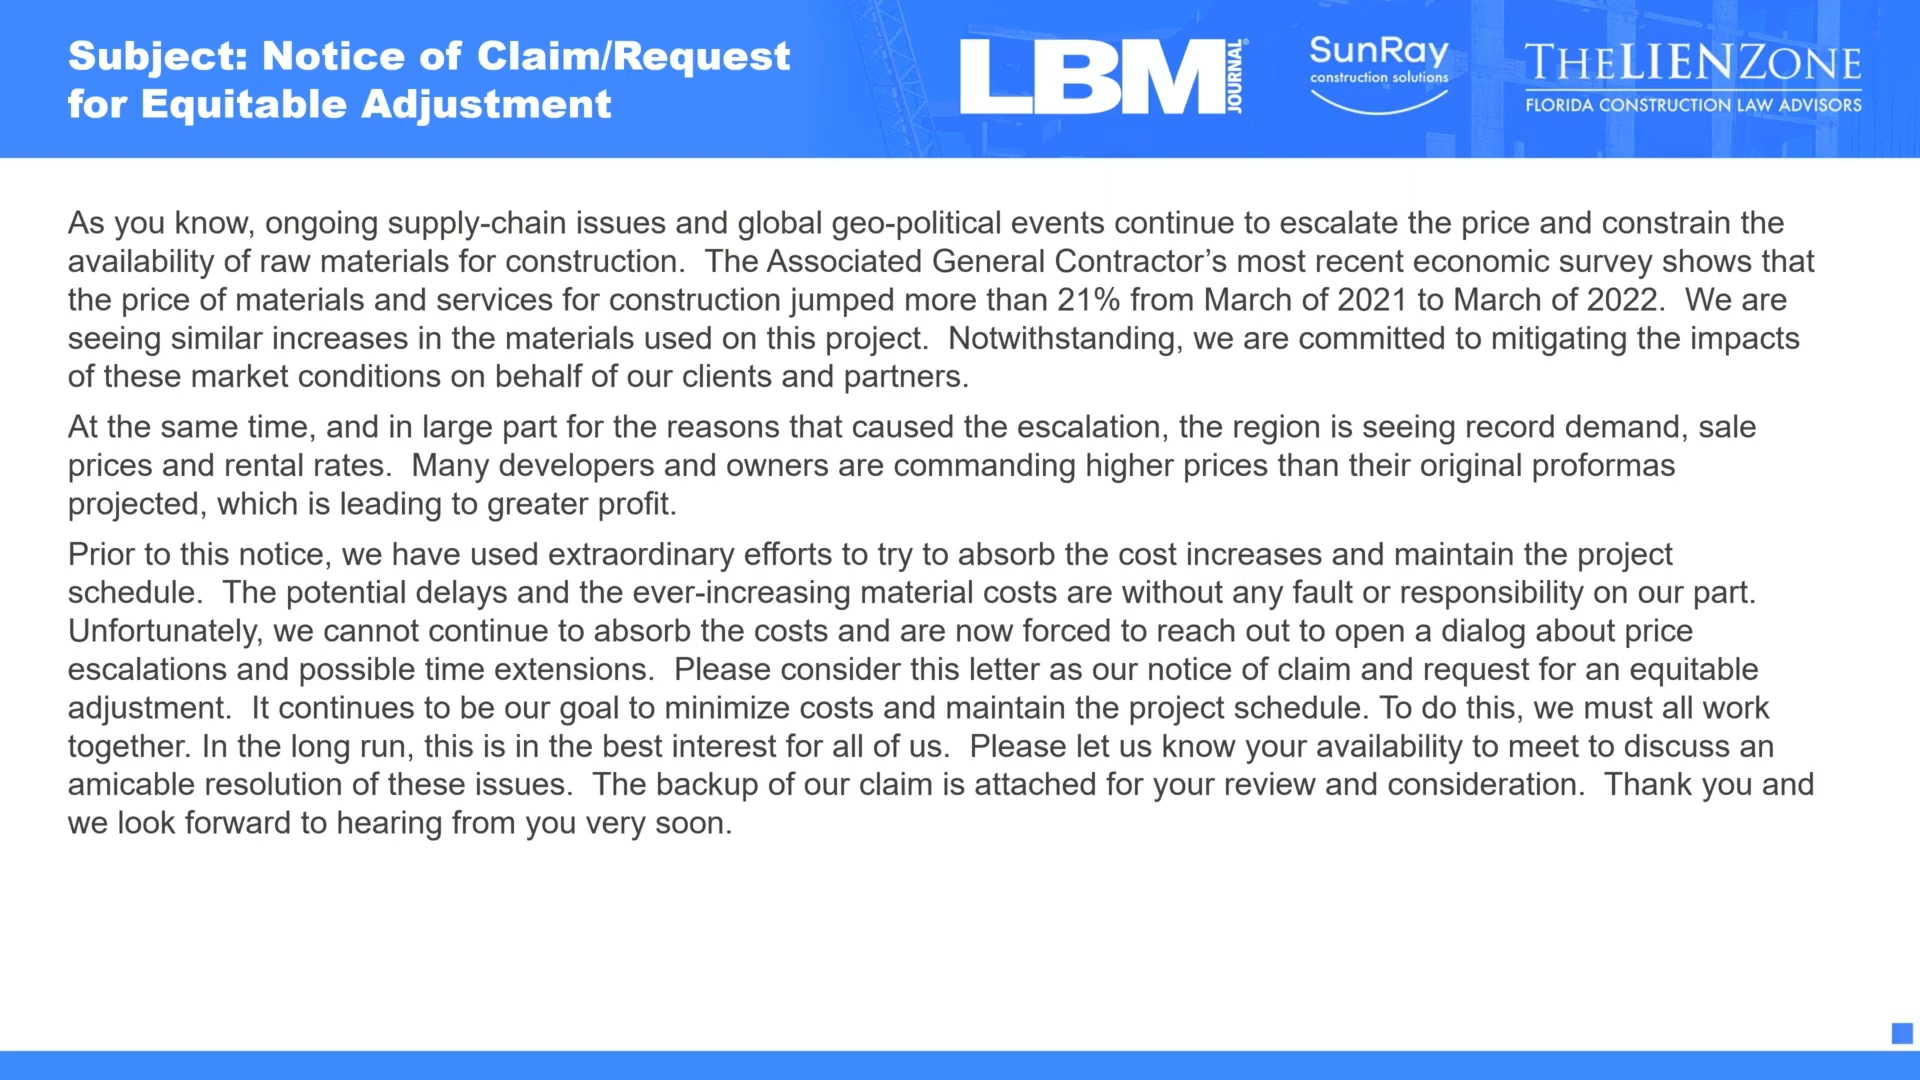 Subject: Notice of Claim/Request
for Equitable Adjustment
LBM JOURNAL®
SunRay
construction solutions
THELIENZONE
FLORIDA CONSTRUCTION LAW ADVISORS
As you know, ongoing supply-chain issues and global geo-political events continue to escalate the price and constrain the
availability of raw materials for construction.  The Associated General Contractor’s most recent economic survey shows that
the price of materials and services for construction jumped more than 21% from March of 2021 to March of 2022.  We are
seeing similar increases in the materials used on this project.  Notwithstanding, we are committed to mitigating the impacts
of these market conditions on behalf of our clients and partners.
At the same time, and in large part for the reasons that caused the escalation, the region is seeing record demand, sale
prices and rental rates.  Many developers and owners are commanding higher prices than their original proformas
projected, which is leading to greater profit.
Prior to this notice, we have used extraordinary efforts to try to absorb the cost increases and maintain the project
schedule.  The potential delays and the ever-increasing material costs are without any fault or responsibility on our part.
Unfortunately, we cannot continue to absorb the costs and are now forced to reach out to open a dialog about price
escalations and possible time extensions.  Please consider this letter as our notice of claim and request for an equitable
adjustment.  It continues to be our goal to minimize costs and maintain the project schedule. To do this, we must all work
together. In the long run, this is in the best interest for all of us.  Please let us know your availability to meet to discuss an
amicable resolution of these issues.  The backup of our claim is attached for your review and consideration.  Thank you and
we look forward to hearing from you very soon.